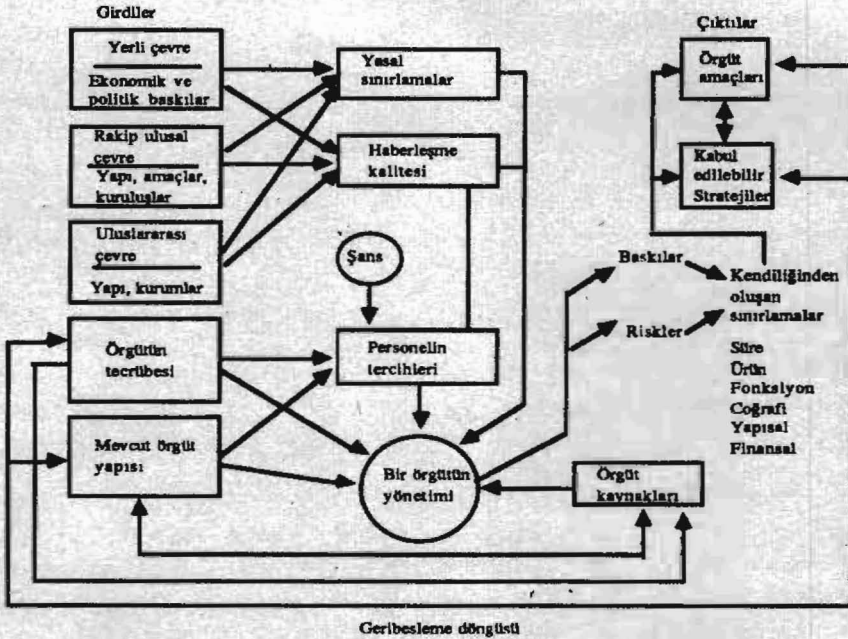 Girdiler
Yerli çevre
Ekonomik ve
politik baskılar
Rakip ulusal
çevre
Yapı, amaçlar,
kuruluşlar
Uluslararası
çevre
Yapı, kurumlar
Örgütün
tecrübesi
Mevcut örgüt
yapısı
Yasal
sınırlamalar
Haberleşme
kalitesi
Şans
Personelin
tercihleri
Bir örgütün
yönetimi
Çıktılar
Örgüt
amaçları
Kabul
edilebilir
Stratejiler
Baskılar
Riskler
Kendiliğinden
oluşan
sınırlamalar
Süre
Ürün
Fonksiyon
Coğrafi
Yapısal
Finansal
Örgüt
kaynakları
Geribesleme döngüsü